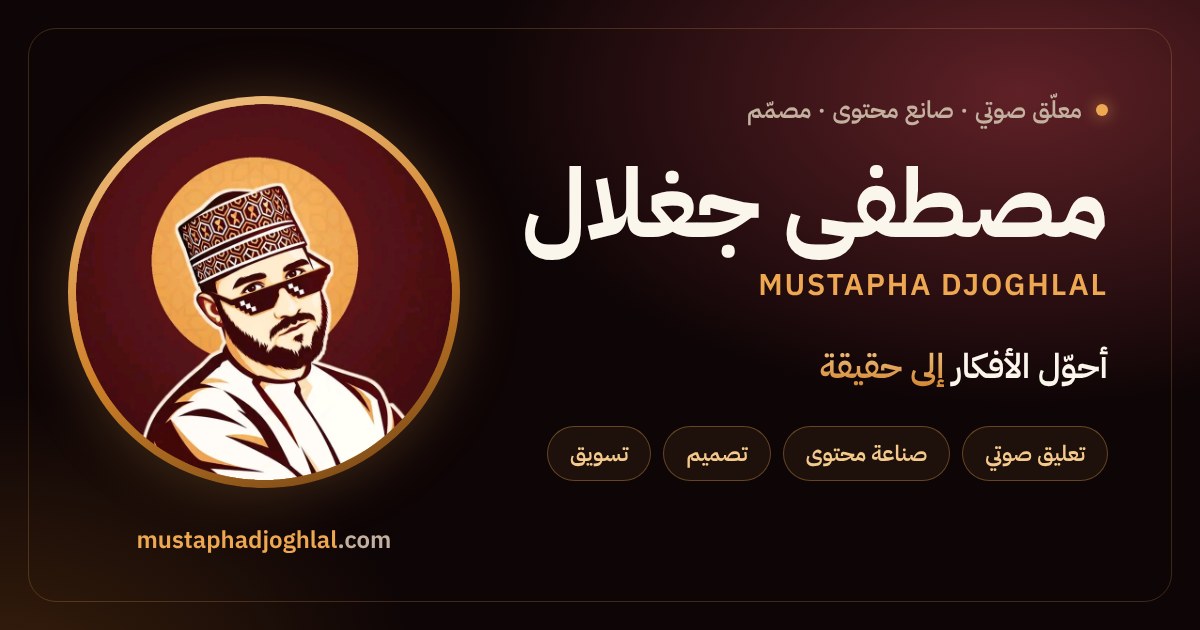 معلّق صوتي · صانع محتوى · مصمّم
مصطفى جغلال
MUSTAPHA DJOGHLAL
أحوّل الأفكار إلى حقيقة
تعليق صوتي
صناعة محتوى
تصميم
تسويق
mustaphadjoghlal.com